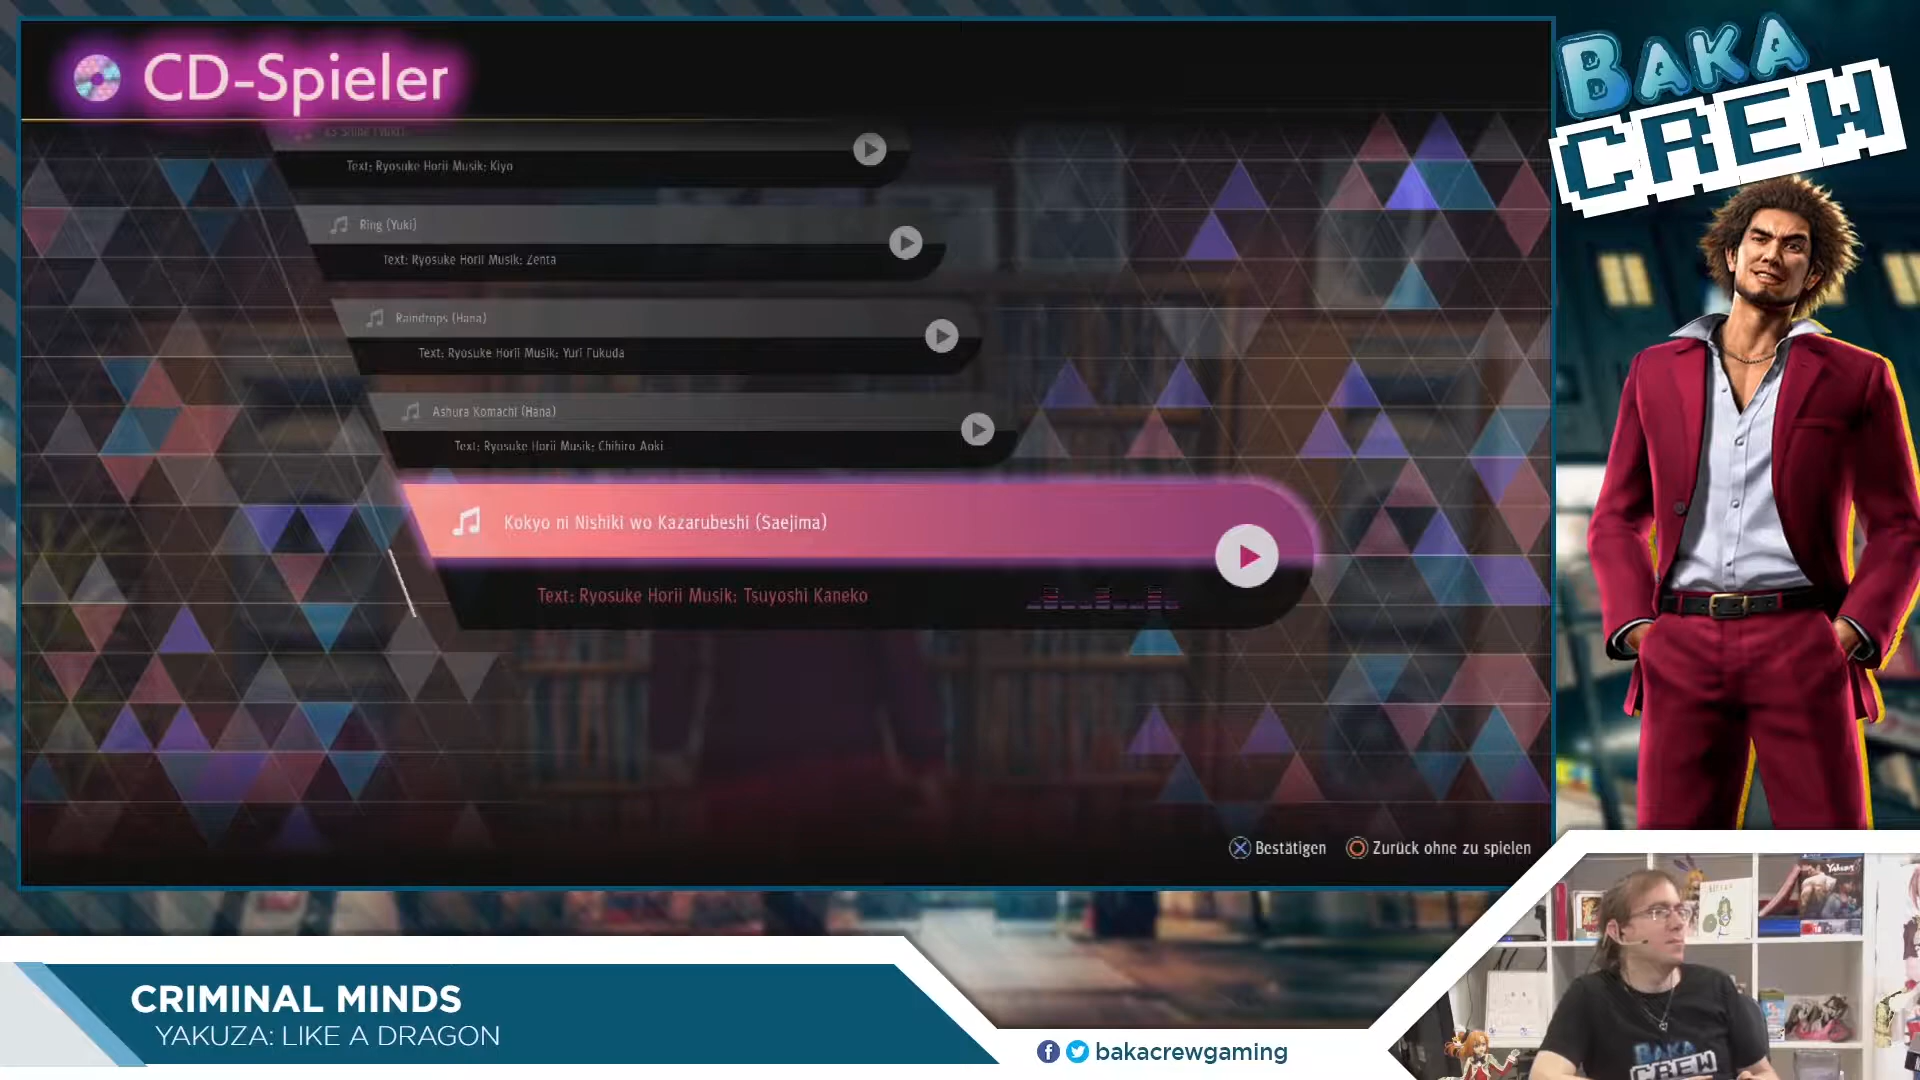 CD-Spieler
Text: Ryosuke Horii Musik: Kiyo
Ring (Yuki)
Text: Ryosuke Horii Musik: Zenta
Raindrops (Hana)
Text: Ryosuke Horii Musik: Yuri Fukuda
Ashura Komachi (Hana)
Text: Ryosuke Horii Musik: Chihiro Aoki
Kokyo ni Nishiki wo Kazarubeshi (Saejima)
Text: Ryosuke Horii Musik: Tsuyoshi Kaneko
Bestätigen
Zurück ohne zu spielen
BAKA
CREW
CRIMINAL MINDS
YAKUZA: LIKE A DRAGON
bakacrewgaming
BAKA
CREW